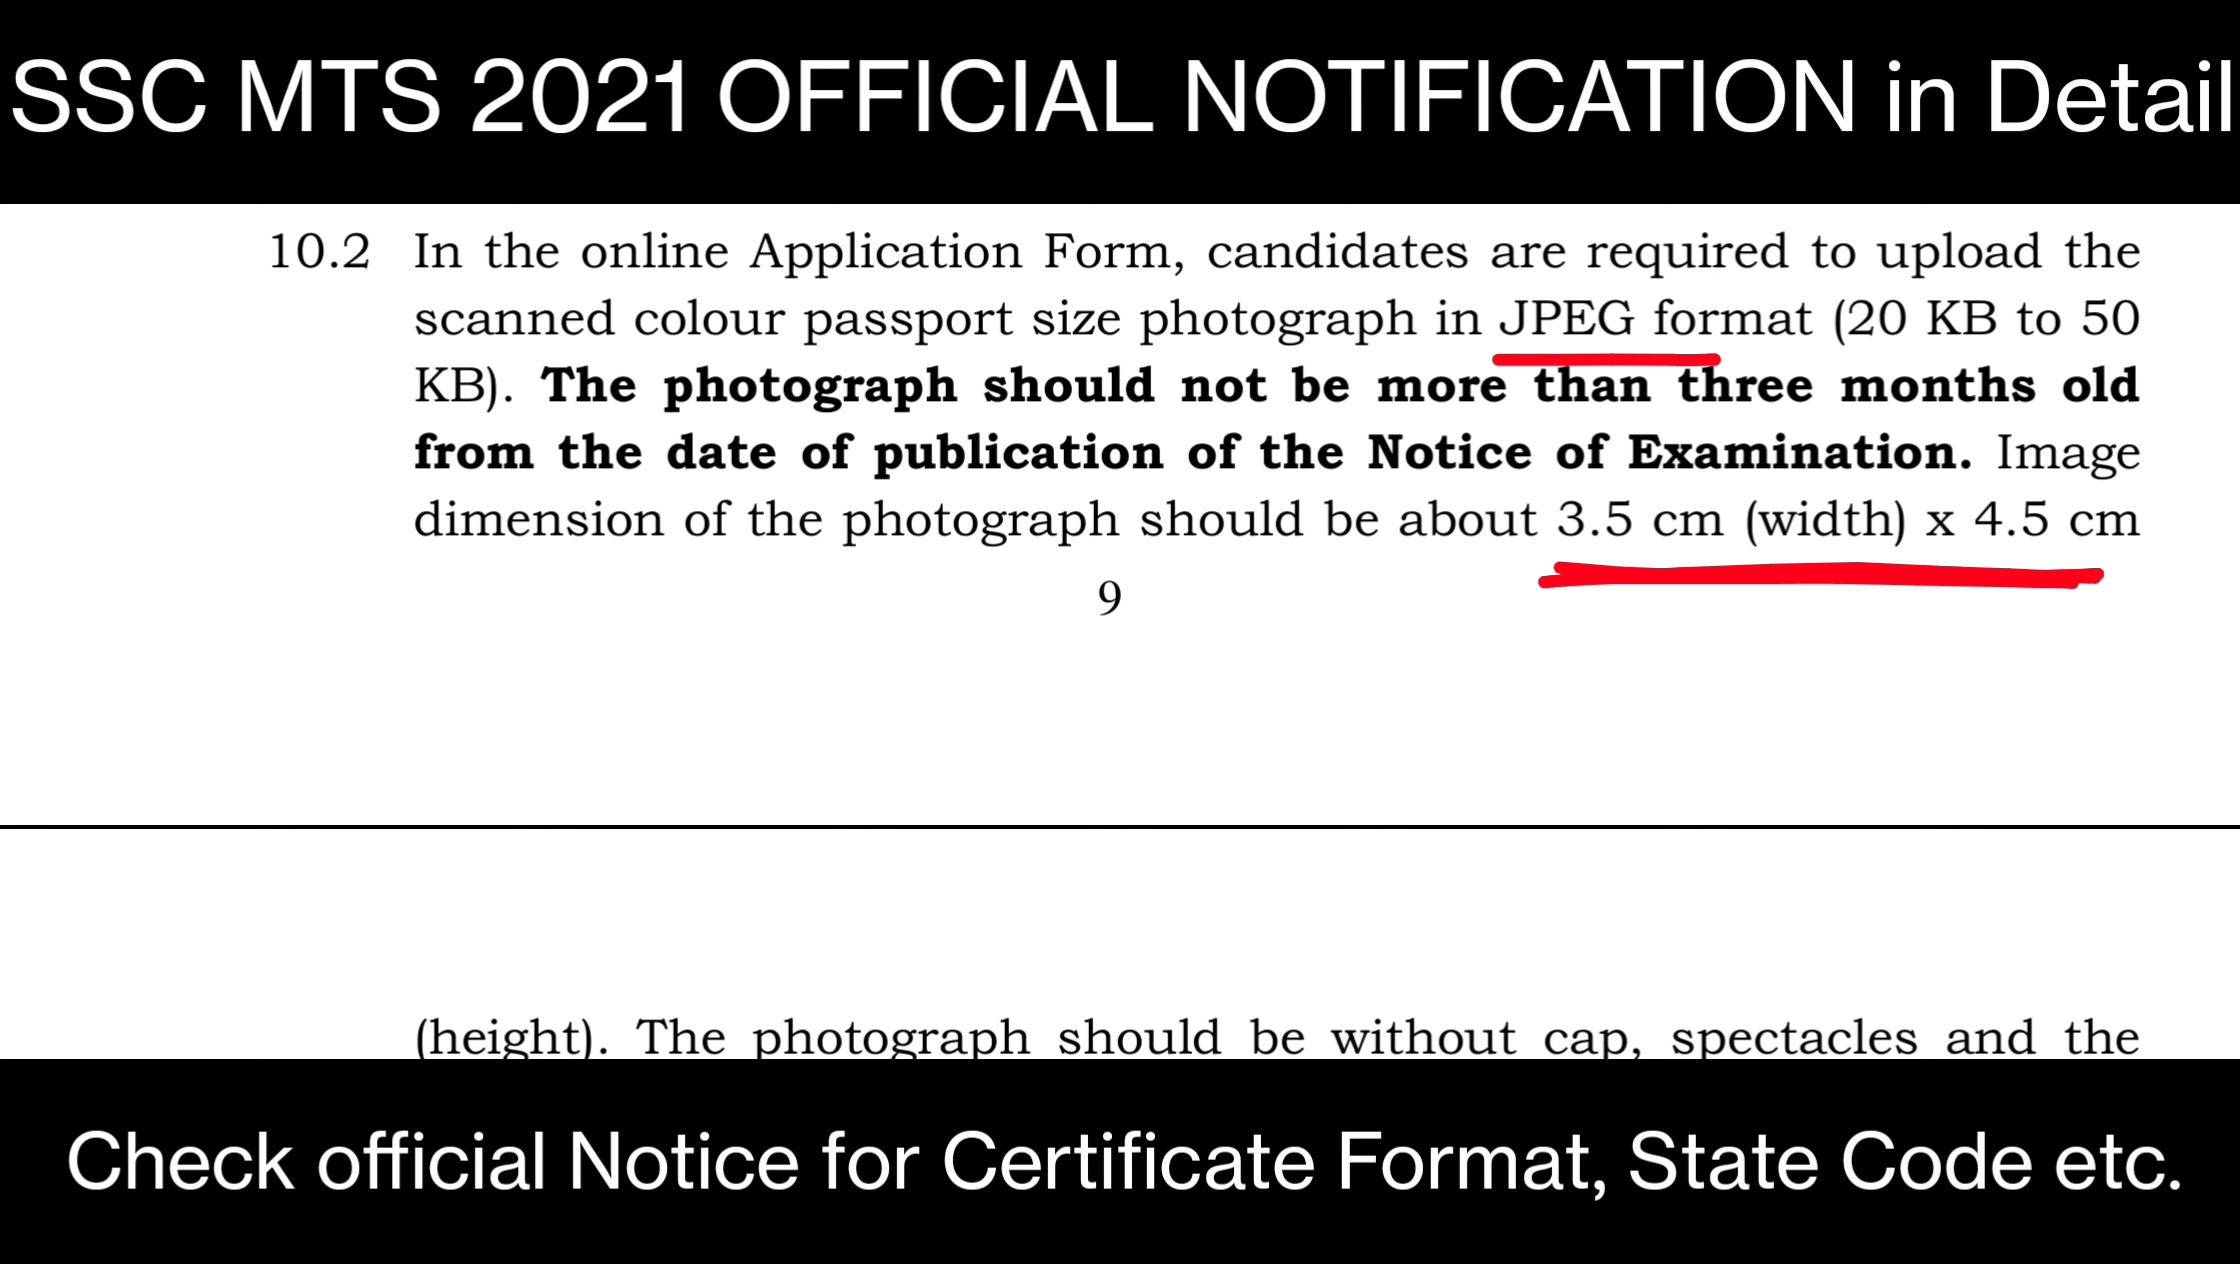 SSC MTS 2021 OFFICIAL NOTIFICATION in Detail
10.2 In the online Application Form, candidates are required to upload the
scanned colour passport size photograph in JPEG format (20 KB to 50
KB). The photograph should not be more than three months old
from the date of publication of the Notice of Examination. Image
dimension of the photograph should be about 3.5 cm (width) x 4.5 cm
9
(height). The photograph should be without cap, spectacles and the
Check official Notice for Certificate Format, State Code etc.